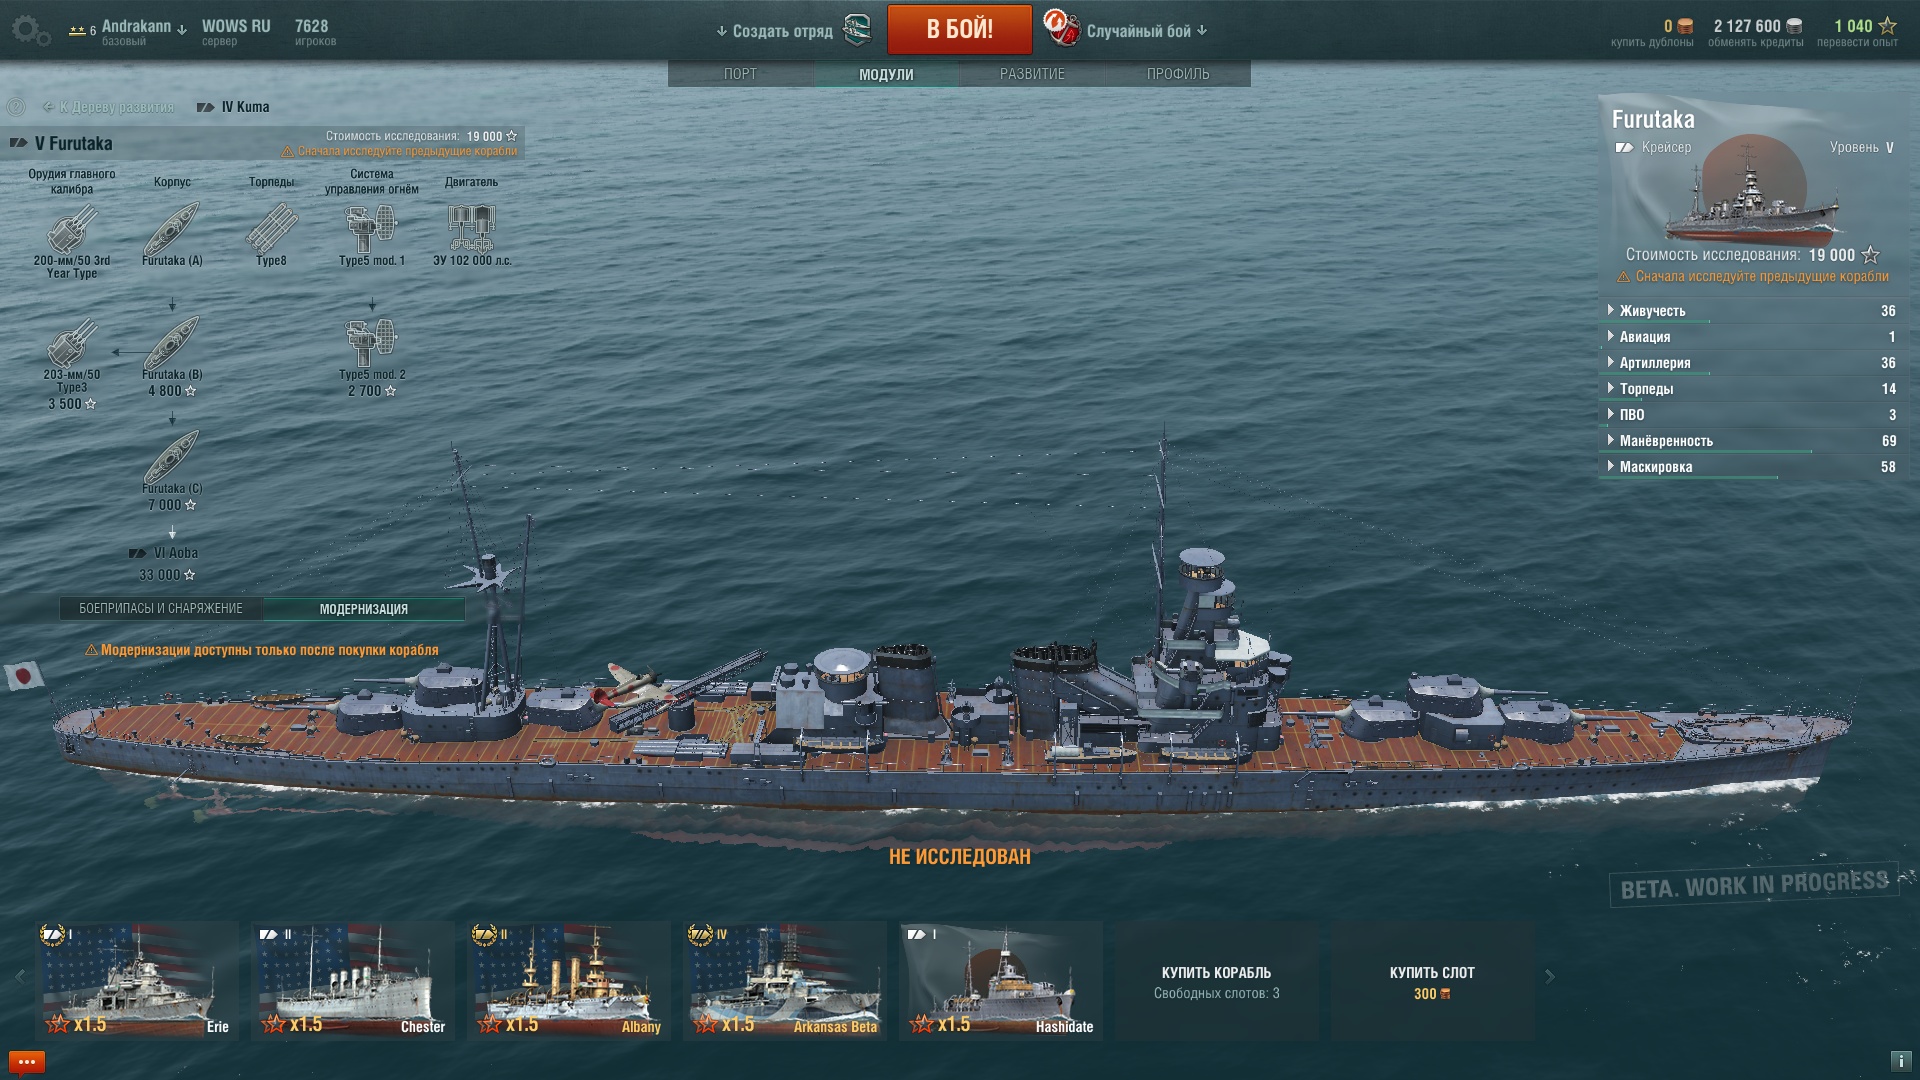 6 Andrakann
базовый
WOWS RU
сервер
7628
игроков
Создать отряд
В БОЙ!
Случайный бой
0
купить дублоны
2 127 600
обменять кредиты
1 040
перевести опыт
ПОРТ
МОДУЛИ
РАЗВИТИЕ
ПРОФИЛЬ
К Дереву развития
IV Kuma
V Furutaka
Стоимость исследования: 19 000
Сначала исследуйте предыдущие корабли
Орудия главного
калибра
Корпус
Торпеды
Система
управления огнём
Двигатель
200-мм/50 3rd
Year Type
Furutaka (A)
Type8
Type5 mod. 1
ЭУ 102 000 л.с.
203-мм/50
Type3
3 500
Furutaka (B)
4 800
Type5 mod. 2
2 700
Furutaka (C)
7 000
VI Aoba
33 000
БОЕПРИПАСЫ И СНАРЯЖЕНИЕ
МОДЕРНИЗАЦИЯ
Модернизации доступны только после покупки корабля
Furutaka
Крейсер
Уровень V
Стоимость исследования: 19 000
Сначала исследуйте предыдущие корабли
Живучесть 36
Авиация 1
Артиллерия 36
Торпеды 14
ПВО 3
Манёвренность 69
Маскировка 58
НЕ ИССЛЕДОВАН
BETA. WORK IN PROGRESS
I
x1.5
Erie
II
x1.5
Chester
II
x1.5
Albany
IV
x1.5
Arkansas Beta
I
x1.5
Hashidate
КУПИТЬ КОРАБЛЬ
Свободных слотов: 3
КУПИТЬ СЛОТ
300